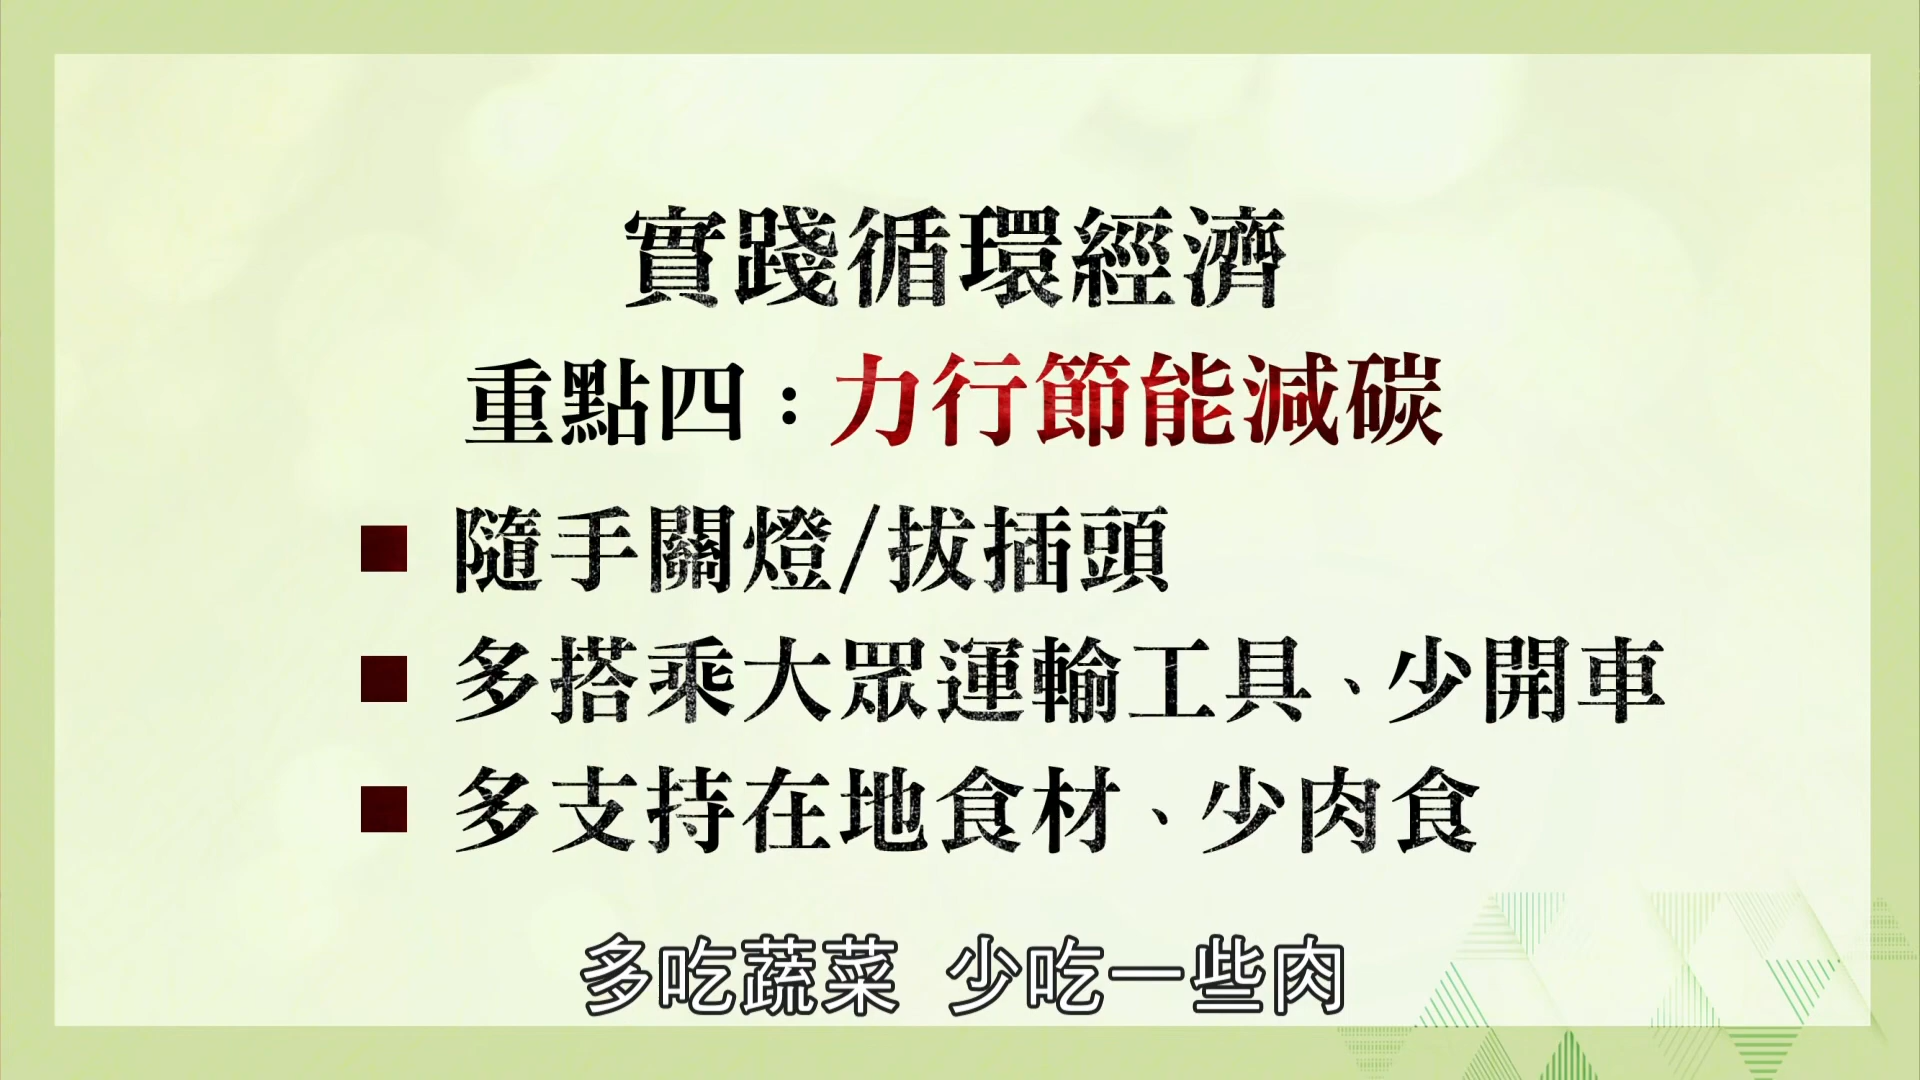 實踐循環經濟
重點四：力行節能減碳
隨手關燈/拔插頭
多搭乘大眾運輸工具、少開車
多支持在地食材、少肉食
多吃蔬菜 少吃一些肉